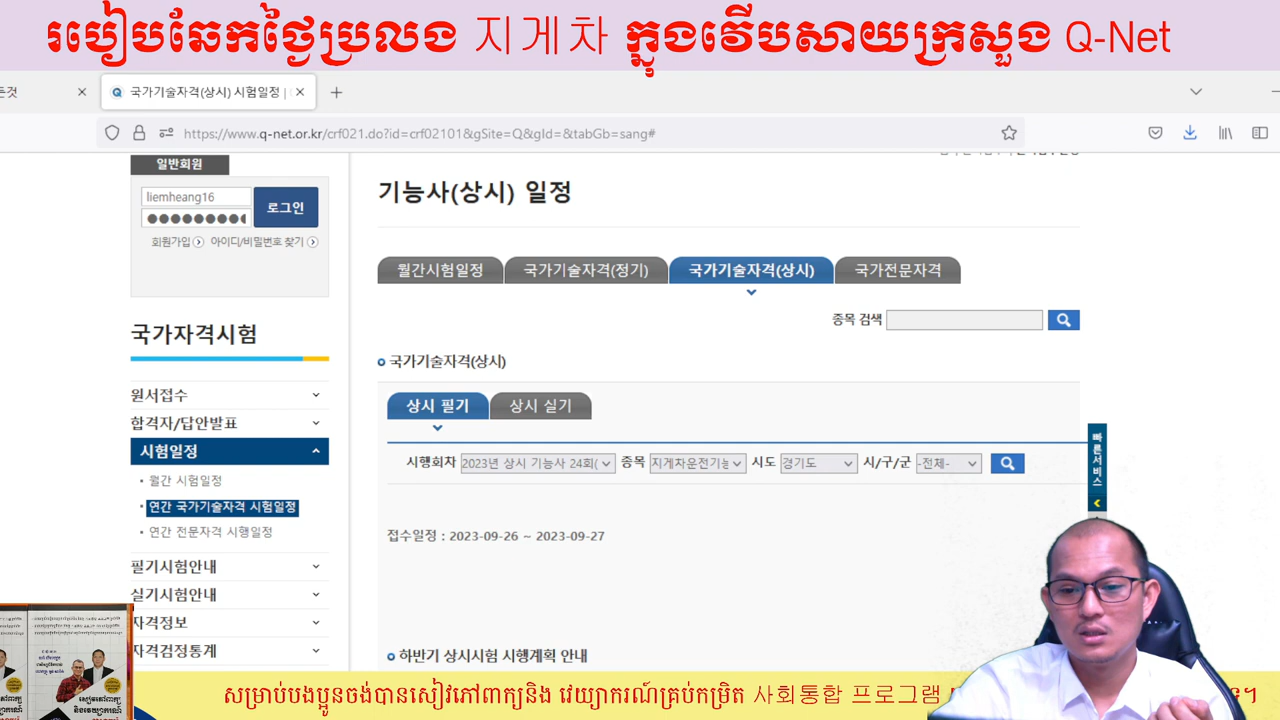 របៀបឆែកថ្ងៃប្រលង 지게차 ក្នុងវើបសាយក្រសួង Q-Net
든것
국가기술자격(상시) 시험일정 |
https://www.q-net.or.kr/crf021.do?id=crf02101&gSite=Q&gId=&tabGb=sang#
일반회원
liemheang16
로그인
회원가입 아이디/비밀번호 찾기
기능사(상시) 일정
월간시험일정 국가기술자격(정기) 국가기술자격(상시) 국가전문자격
종목 검색
국가자격시험
국가기술자격(상시)
원서접수
합격자/답안발표
시험일정
월간 시험일정
연간 국가기술자격 시험일정
연간 전문자격 시행일정
필기시험안내
실기시험안내
자격정보
자격검정통계
상시 필기 상시 실기
시행회차 2023년 상시 기능사 24회( 종목 지게차운전기능 시도 경기도 시/구/군 -전체-
빠른서비스
접수일정 : 2023-09-26 ~ 2023-09-27
하반기 상시시험 시행계획 안내
សម្រាប់បងប្អូនចង់បានសៀវភៅពាក្យនិង វេយ្យាករណ៍គ្រប់កម្រិត 사회통합 프로그램